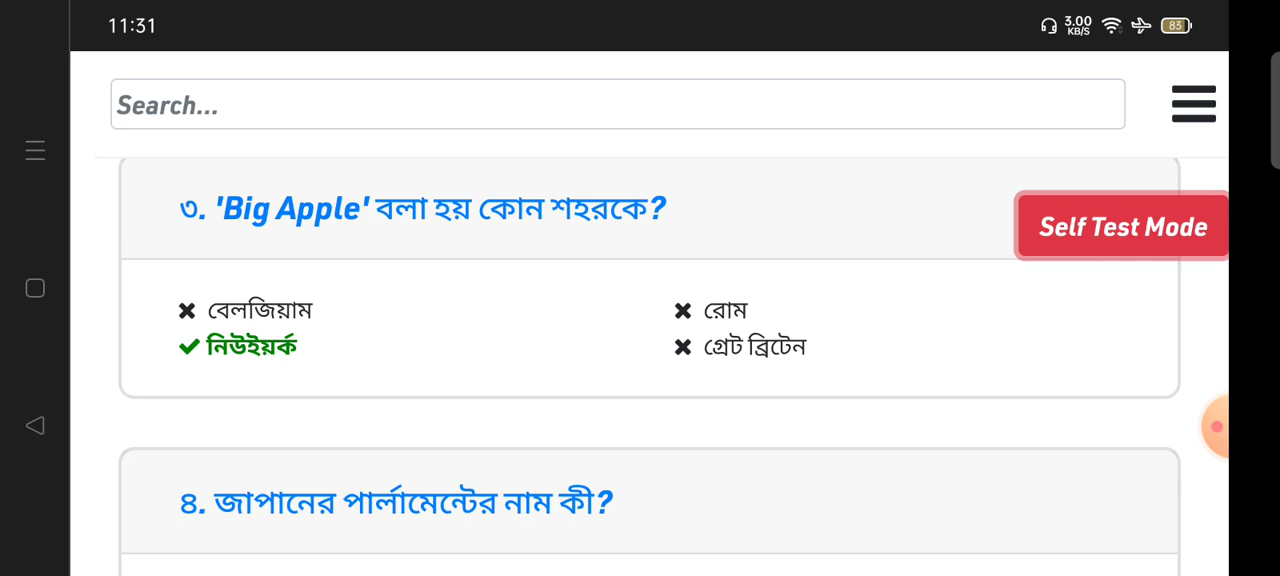 11:31
3.00
KB/S
83
Search...
৩. 'Big Apple' বলা হয় কোন শহরকে?
Self Test Mode
বেলজিয়াম
রোম
নিউইয়র্ক
গ্রেট ব্রিটেন
৪. জাপানের পার্লামেন্টের নাম কী?